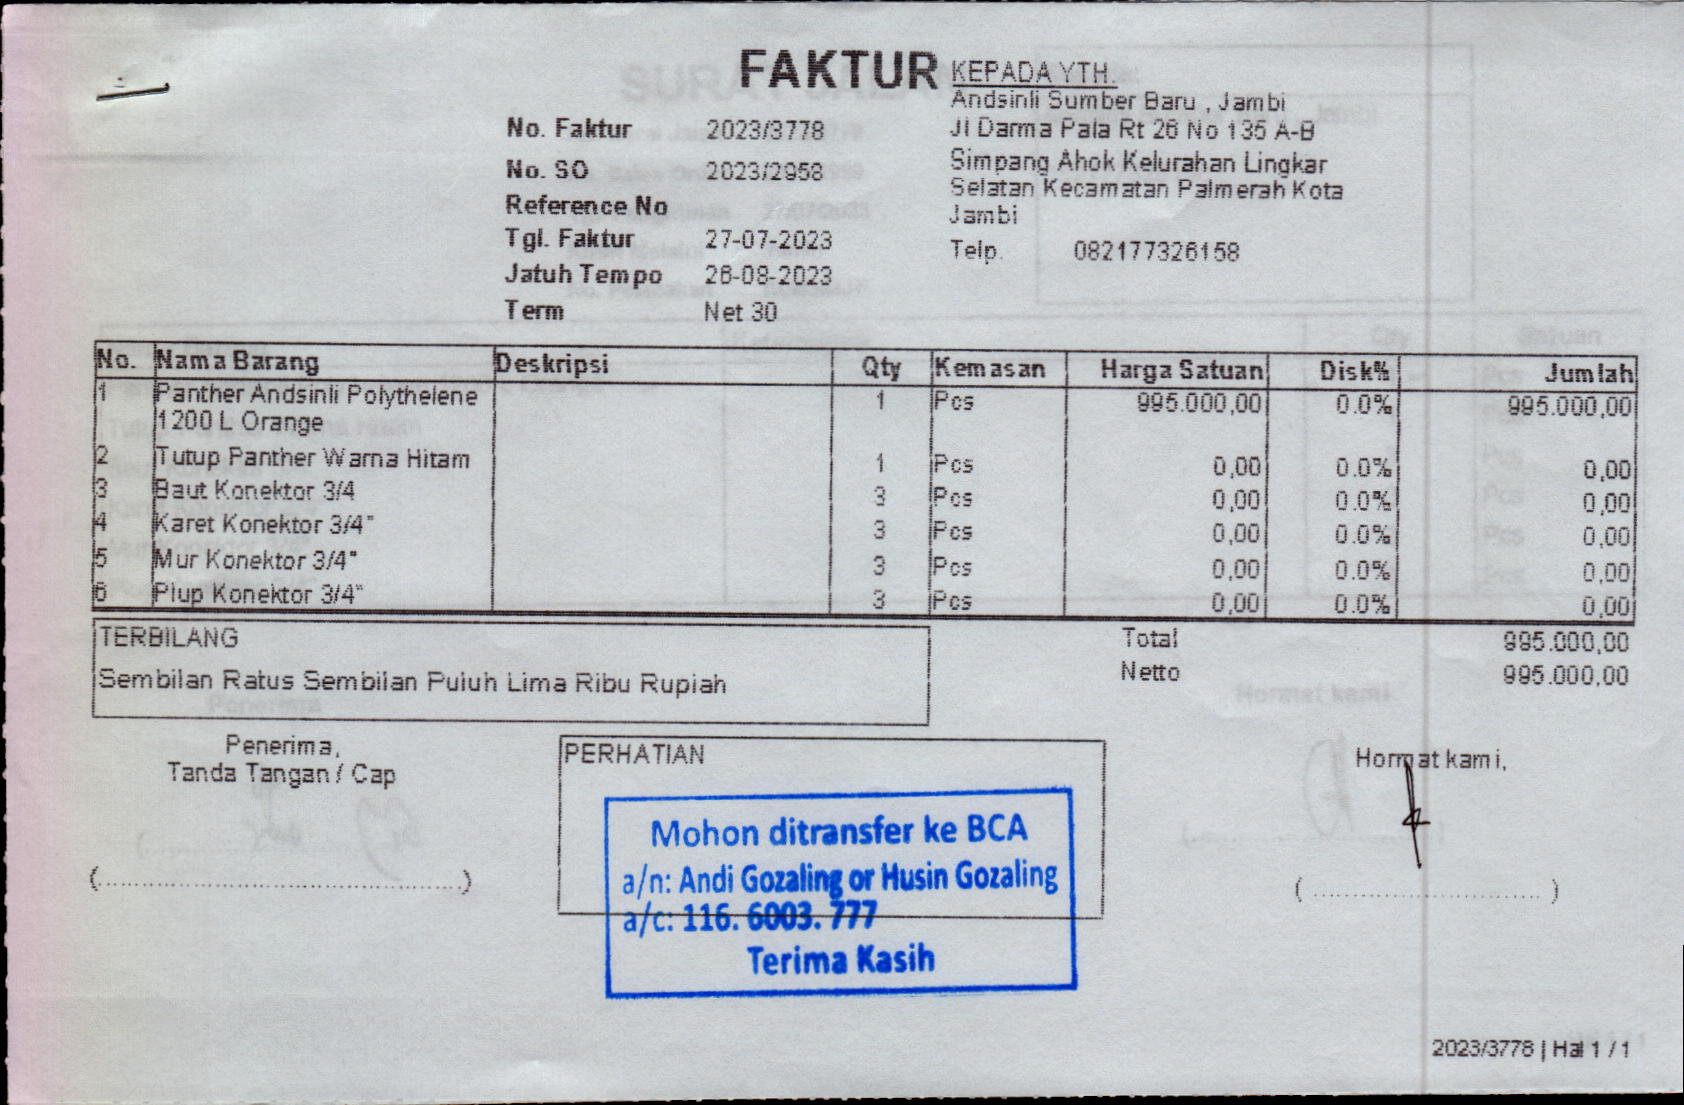 FAKTUR
KEPADA YTH.
Andsinli Sumber Baru , Jambi
Jl Darma Pala Rt 26 No 135 A-B
Simpang Ahok Kelurahan Lingkar
Selatan Kecamatan Palmerah Kota
Jambi
Telp. 082177326158
No. Faktur 2023/3778
No. SO 2023/2958
Reference No
Tgl. Faktur 27-07-2023
Jatuh Tempo 26-08-2023
Term Net 30
No. Nama Barang Deskripsi Qty Kemasan Harga Satuan Disk% Jumlah
1 Panther Andsinli Polythelene 1 Pcs 995.000,00 0.0% 995.000,00
1200 L Orange
2 Tutup Panther Warna Hitam 1 Pcs 0,00 0.0% 0,00
3 Baut Konektor 3/4 3 Pcs 0,00 0.0% 0,00
4 Karet Konektor 3/4" 3 Pcs 0,00 0.0% 0,00
5 Mur Konektor 3/4" 3 Pcs 0,00 0.0% 0,00
6 Plup Konektor 3/4" 3 Pcs 0,00 0.0% 0,00
TERBILANG
Sembilan Ratus Sembilan Puluh Lima Ribu Rupiah
Total 995.000,00
Netto 995.000,00
Penerima,
Tanda Tangan / Cap
(..............................................)
PERHATIAN
Mohon ditransfer ke BCA
a/n: Andi Gozaling or Husin Gozaling
a/c: 116. 6003. 777
Terima Kasih
Hormat kami,
(..............................)
2023/3778 | Hal 1 / 1